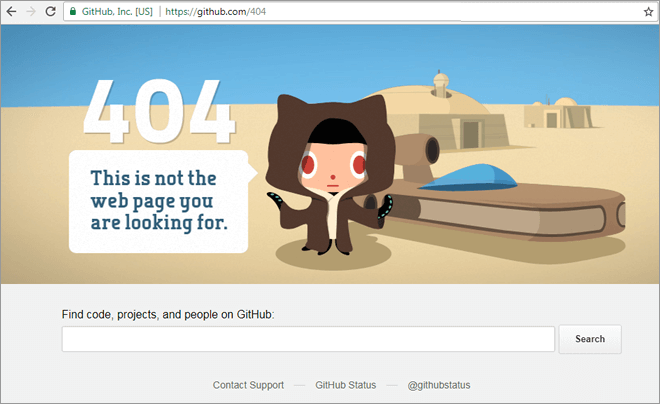 GitHub, Inc. [US] | https://github.com/404
404
This is not the
web page you
are looking for.
Find code, projects, and people on GitHub:
Search
Contact Support — GitHub Status — @githubstatus